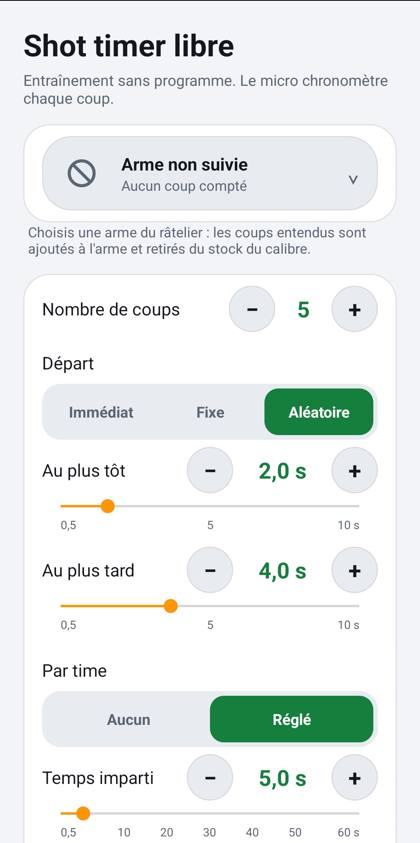 Shot timer libre
Entraînement sans programme. Le micro chronomètre
chaque coup.
Arme non suivie
Aucun coup compté
Choisis une arme du râtelier : les coups entendus sont
ajoutés à l'arme et retirés du stock du calibre.
Nombre de coups − 5 +
Départ
Immédiat Fixe Aléatoire
Au plus tôt − 2,0 s +
0,5 5 10 s
Au plus tard − 4,0 s +
0,5 5 10 s
Par time
Aucun Réglé
Temps imparti − 5,0 s +
0,5 10 20 30 40 50 60 s